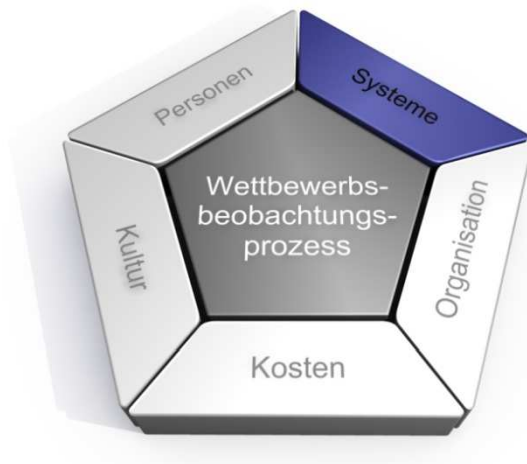 Personen
Systeme
Wettbewerbs-
beobachtungs-
prozess
Kultur
Organisation
Kosten